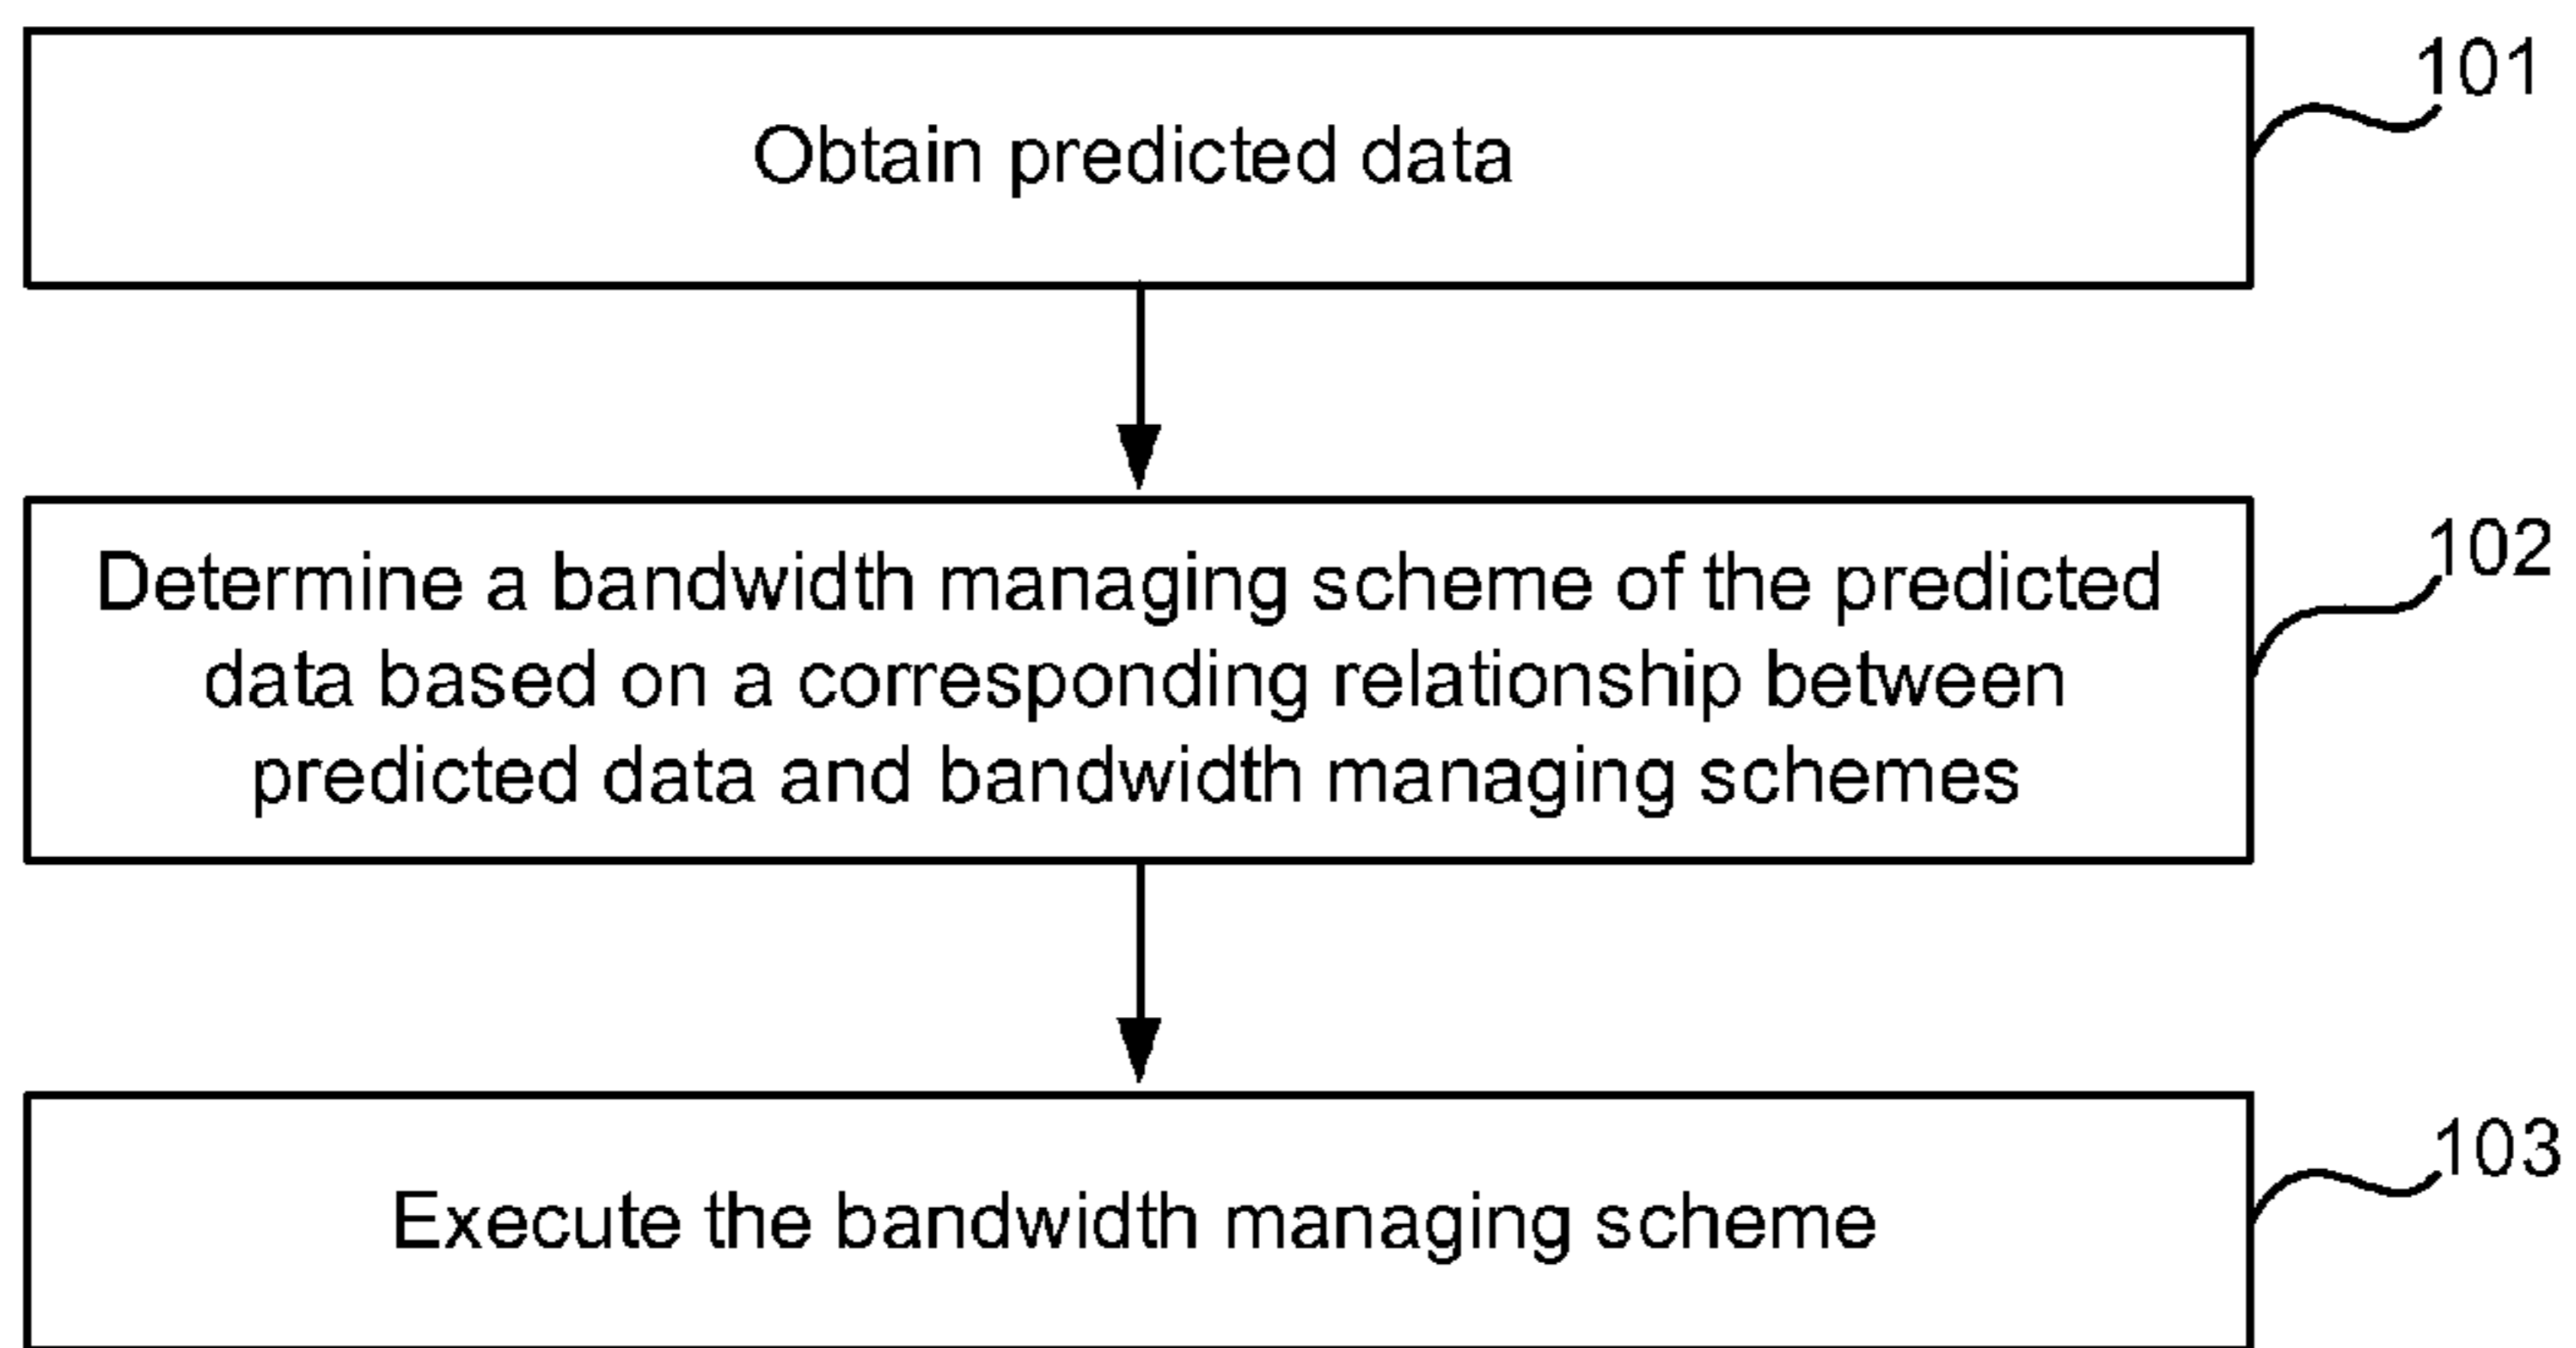 Obtain predicted data
101
Determine a bandwidth managing scheme of the predicted
data based on a corresponding relationship between
predicted data and bandwidth managing schemes
102
Execute the bandwidth managing scheme
103